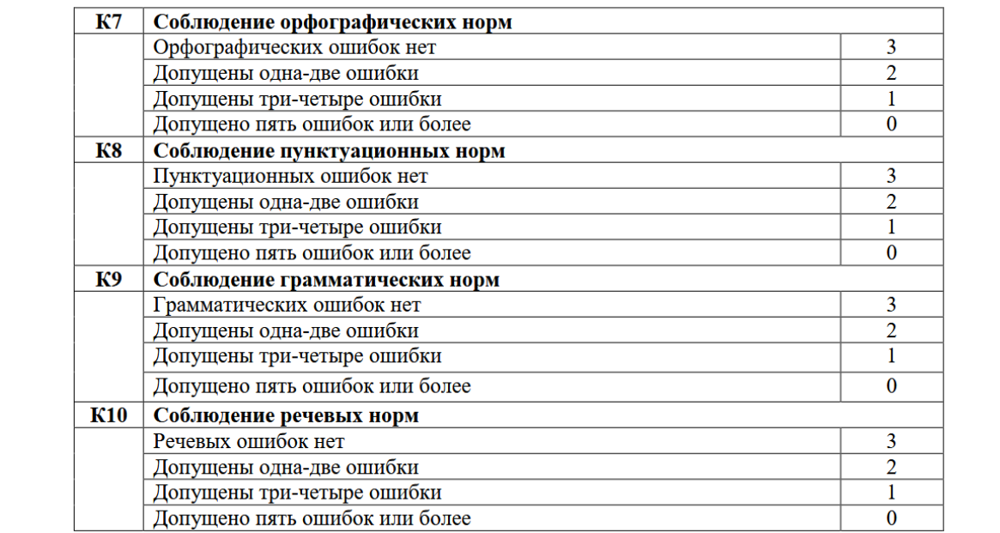 К7 Соблюдение орфографических норм
Орфографических ошибок нет 3
Допущены одна-две ошибки 2
Допущены три-четыре ошибки 1
Допущено пять ошибок или более 0
К8 Соблюдение пунктуационных норм
Пунктуационных ошибок нет 3
Допущены одна-две ошибки 2
Допущены три-четыре ошибки 1
Допущено пять ошибок или более 0
К9 Соблюдение грамматических норм
Грамматических ошибок нет 3
Допущены одна-две ошибки 2
Допущены три-четыре ошибки 1
Допущено пять ошибок или более 0
К10 Соблюдение речевых норм
Речевых ошибок нет 3
Допущены одна-две ошибки 2
Допущены три-четыре ошибки 1
Допущено пять ошибок или более 0